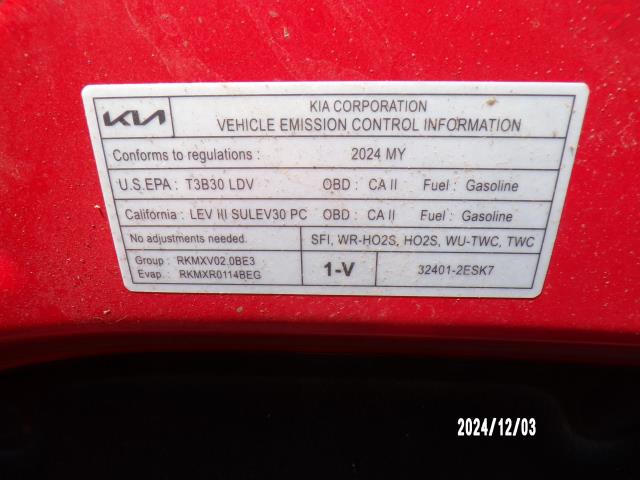 KIA
KIA CORPORATION
VEHICLE EMISSION CONTROL INFORMATION
Conforms to regulations : 2024 MY
U.S.EPA : T3B30 LDV OBD : CA II Fuel : Gasoline
California : LEV III SULEV30 PC OBD : CA II Fuel : Gasoline
No adjustments needed. SFI, WR-HO2S, HO2S, WU-TWC, TWC
Group : RKMXV02.0BE3
Evap. : RKMXR0114BEG
1-V
32401-2ESK7
2024/12/03